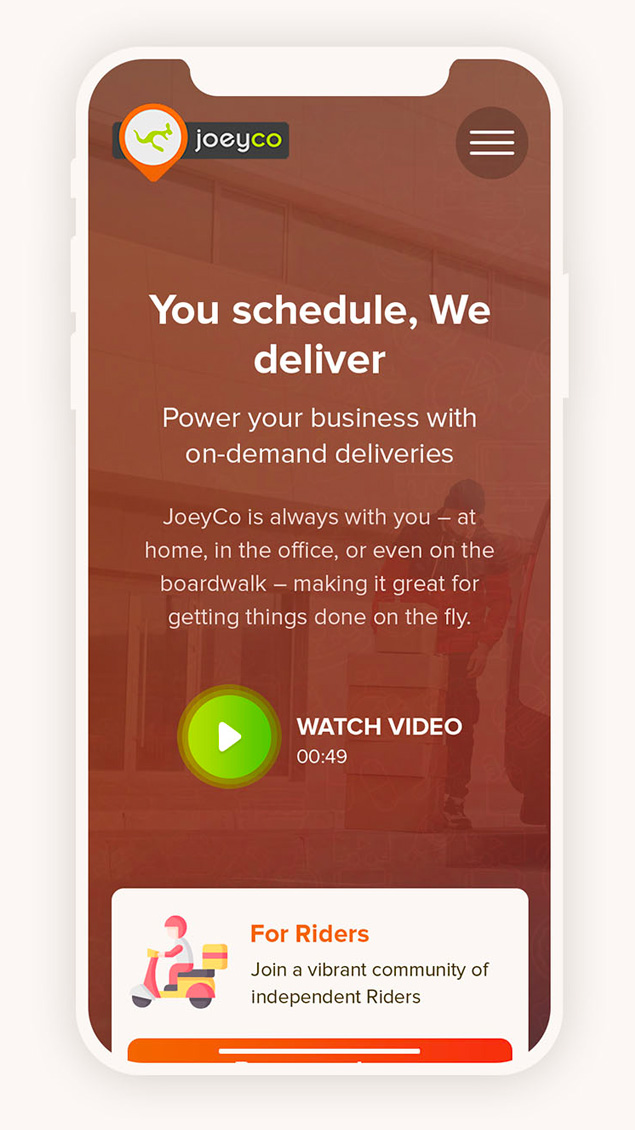 joeyco
You schedule, We
deliver
Power your business with
on-demand deliveries
JoeyCo is always with you – at
home, in the office, or even on the
boardwalk – making it great for
getting things done on the fly.
WATCH VIDEO
00:49
For Riders
Join a vibrant community of
independent Riders